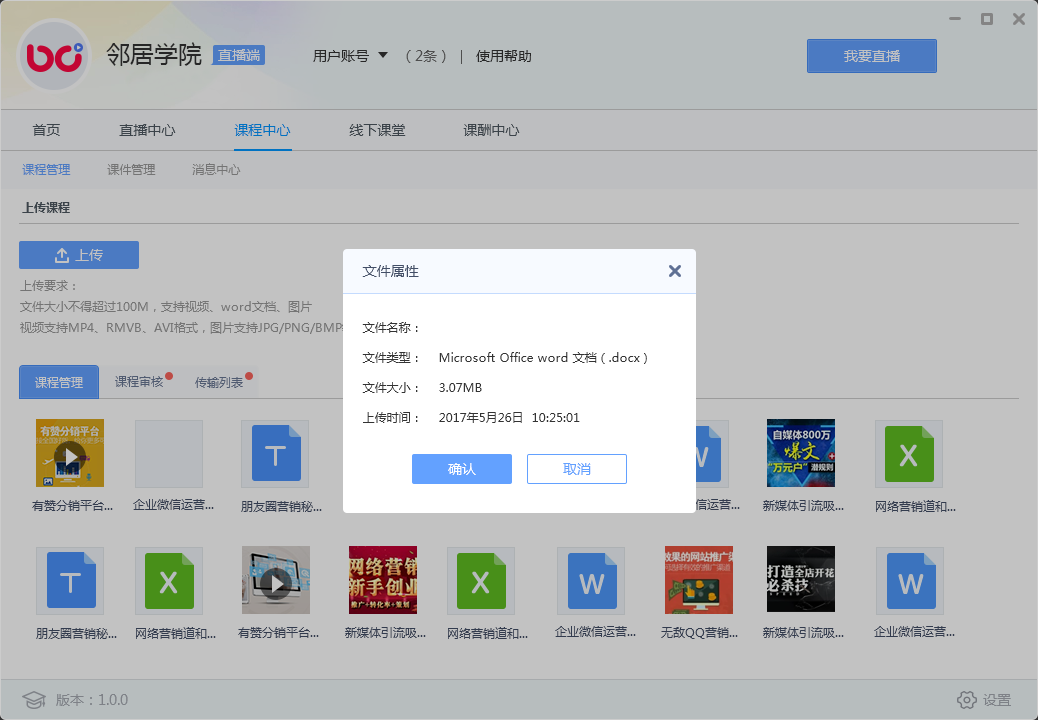 邻居学院 直播端 用户账号 （2条） | 使用帮助 我要直播
首页 直播中心 课程中心 线下课堂 课酬中心
课程管理 课件管理 消息中心
上传课程
上传
上传要求：
文件大小不得超过100M，支持视频、word文档、图片
视频支持MP4、RMVB、AVI格式，图片支持JPG/PNG/BMP
课程管理 课程审核 传输列表
文件属性
文件名称：
文件类型： Microsoft Office word 文档（.docx）
文件大小： 3.07MB
上传时间： 2017年5月26日 10:25:01
确认 取消
有赞分销平台
T
W
自媒体800万
爆文
"万元户"潜规则
X
有赞分销平台... 企业微信运营... 朋友圈营销秘... 信运营... 新媒体引流吸... 网络营销道和...
T
X
网络营销
新手创业
推广+转化率+策划
X
W
效果的网站推广渠
打造全店开花
必杀技
W
朋友圈营销秘... 网络营销道和... 有赞分销平台... 新媒体引流吸... 网络营销道和... 企业微信运营... 无敌QQ营销... 新媒体引流吸... 企业微信运营...
版本：1.0.0 设置